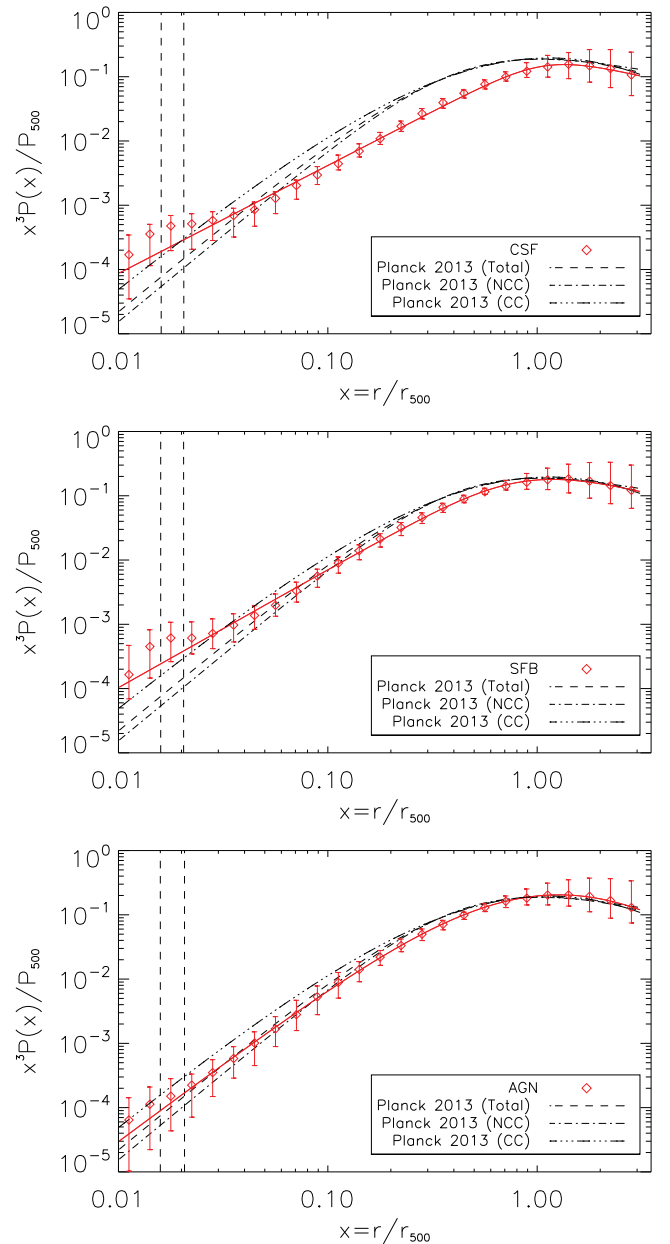 x³P(x)/P₅₀₀
10⁰
10⁻¹
10⁻²
10⁻³
10⁻⁴
10⁻⁵
CSF
Planck 2013 (Total)
Planck 2013 (NCC)
Planck 2013 (CC)
0.01 0.10 1.00
x=r/r₅₀₀
x³P(x)/P₅₀₀
10⁰
10⁻¹
10⁻²
10⁻³
10⁻⁴
10⁻⁵
SFB
Planck 2013 (Total)
Planck 2013 (NCC)
Planck 2013 (CC)
0.01 0.10 1.00
x=r/r₅₀₀
x³P(x)/P₅₀₀
10⁰
10⁻¹
10⁻²
10⁻³
10⁻⁴
10⁻⁵
AGN
Planck 2013 (Total)
Planck 2013 (NCC)
Planck 2013 (CC)
0.01 0.10 1.00
x=r/r₅₀₀